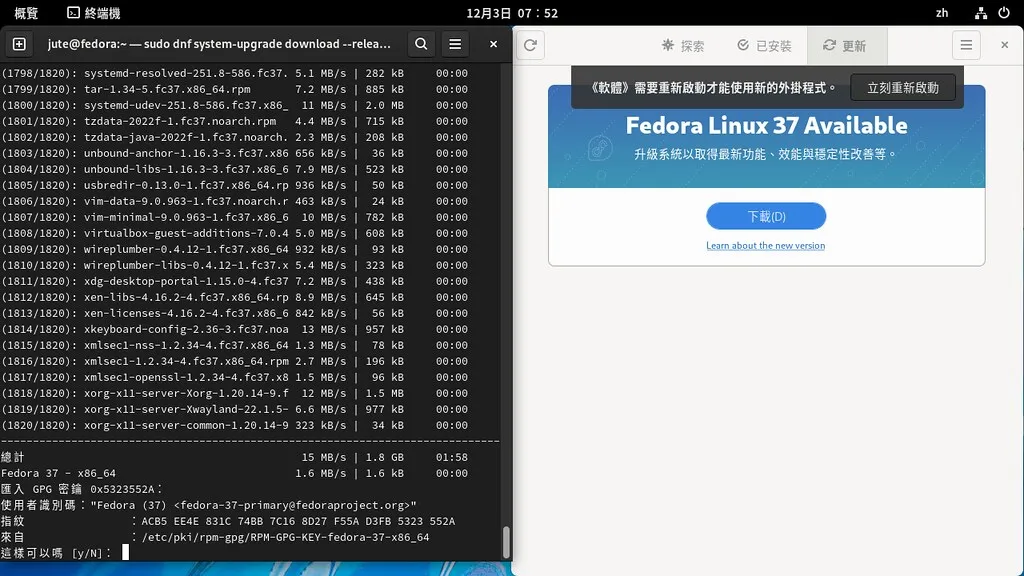 概覽 終端機 12月3日 07：52 zh
jute@fedora:~ — sudo dnf system-upgrade download --relea...
(1798/1820): systemd-resolved-251.8-586.fc37. 5.1 MB/s | 282 kB 00:00
(1799/1820): tar-1.34-5.fc37.x86_64.rpm 7.2 MB/s | 885 kB 00:00
(1800/1820): systemd-udev-251.8-586.fc37.x86_ 11 MB/s | 2.0 MB 00:00
(1801/1820): tzdata-2022f-1.fc37.noarch.rpm 4.4 MB/s | 715 kB 00:00
(1802/1820): tzdata-java-2022f-1.fc37.noarch. 2.3 MB/s | 208 kB 00:00
(1803/1820): unbound-anchor-1.16.3-3.fc37.x86 656 kB/s | 36 kB 00:00
(1804/1820): unbound-libs-1.16.3-3.fc37.x86_6 7.9 MB/s | 523 kB 00:00
(1805/1820): usbredir-0.13.0-1.fc37.x86_64.rp 936 kB/s | 50 kB 00:00
(1806/1820): vim-data-9.0.963-1.fc37.noarch.r 463 kB/s | 24 kB 00:00
(1807/1820): vim-minimal-9.0.963-1.fc37.x86_6 10 MB/s | 782 kB 00:00
(1808/1820): virtualbox-guest-additions-7.0.4 5.0 MB/s | 608 kB 00:00
(1809/1820): wireplumber-0.4.12-1.fc37.x86_64 932 kB/s | 93 kB 00:00
(1810/1820): wireplumber-libs-0.4.12-1.fc37.x 5.4 MB/s | 323 kB 00:00
(1811/1820): xdg-desktop-portal-1.15.0-4.fc37 7.2 MB/s | 438 kB 00:00
(1812/1820): xen-libs-4.16.2-4.fc37.x86_64.rp 8.9 MB/s | 645 kB 00:00
(1813/1820): xen-licenses-4.16.2-4.fc37.x86_6 842 kB/s | 56 kB 00:00
(1814/1820): xkeyboard-config-2.36-3.fc37.noa 13 MB/s | 957 kB 00:00
(1815/1820): xmlsec1-nss-1.2.34-4.fc37.x86_64 1.3 MB/s | 78 kB 00:00
(1816/1820): xmlsec1-1.2.34-4.fc37.x86_64.rpm 2.7 MB/s | 196 kB 00:00
(1817/1820): xmlsec1-openssl-1.2.34-4.fc37.x8 1.5 MB/s | 96 kB 00:00
(1818/1820): xorg-x11-server-Xorg-1.20.14-9.f 12 MB/s | 1.5 MB 00:00
(1819/1820): xorg-x11-server-Xwayland-22.1.5- 6.6 MB/s | 977 kB 00:00
(1820/1820): xorg-x11-server-common-1.20.14-9 323 kB/s | 34 kB 00:00
--------------------------------------------------------------------------------
總計 15 MB/s | 1.8 GB 01:58
Fedora 37 - x86_64 1.6 MB/s | 1.6 kB 00:00
匯入 GPG 密鑰 0x5323552A：
使用者識別碼："Fedora (37) <fedora-37-primary@fedoraproject.org>"
指紋 ：ACB5 EE4E 831C 74BB 7C16 8D27 F55A D3FB 5323 552A
來自 ：/etc/pki/rpm-gpg/RPM-GPG-KEY-fedora-37-x86_64
這樣可以嗎 [y/N]：
探索 已安裝 更新
《軟體》需要重新啟動才能使用新的外掛程式。 立刻重新啟動
Fedora Linux 37 Available
升級系統以取得最新功能、效能與穩定性改善等。
下載(D)
Learn about the new version